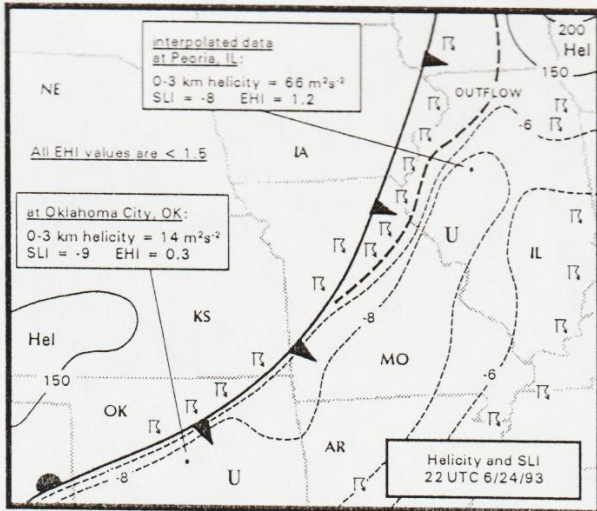 interpolated data
at Peoria, IL:
0-3 km helicity = 66 m²s⁻²
SLI = -8 EHI = 1.2
200
Hel
150
OUTFLOW
NE
-6
All EHI values are < 1.5
IA
at Oklahoma City, OK:
0-3 km helicity = 14 m²s⁻²
SLI = -9 EHI = 0.3
U
IL
KS
-8
Hel
MO
-6
150
OK
AR
-8
U
Helicity and SLI
22 UTC 6/24/93